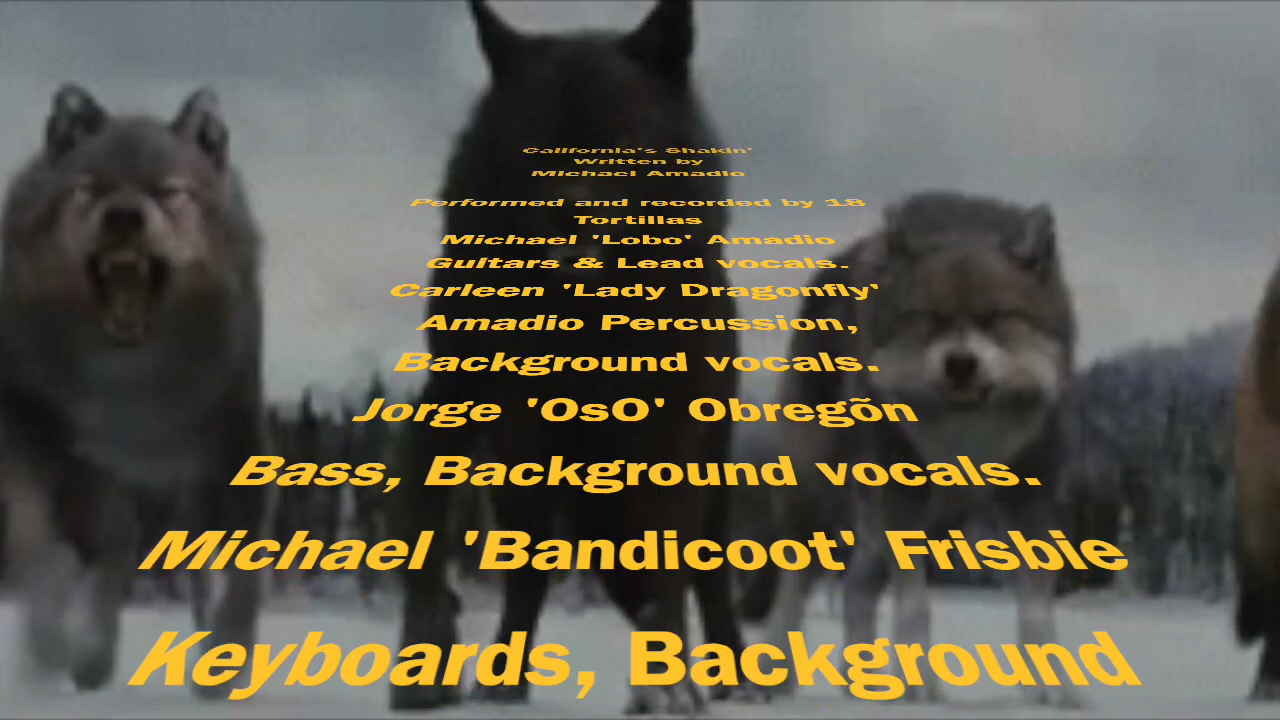 California's Shakin'
Written by
Michael Amadio
Performed and recorded by 18
Tortillas
Michael 'Lobo' Amadio
Guitars & Lead vocals.
Carleen 'Lady Dragonfly'
Amadio Percussion,
Background vocals.
Jorge 'OsO' Obregõn
Bass, Background vocals.
Michael 'Bandicoot' Frisbie
Keyboards, Background